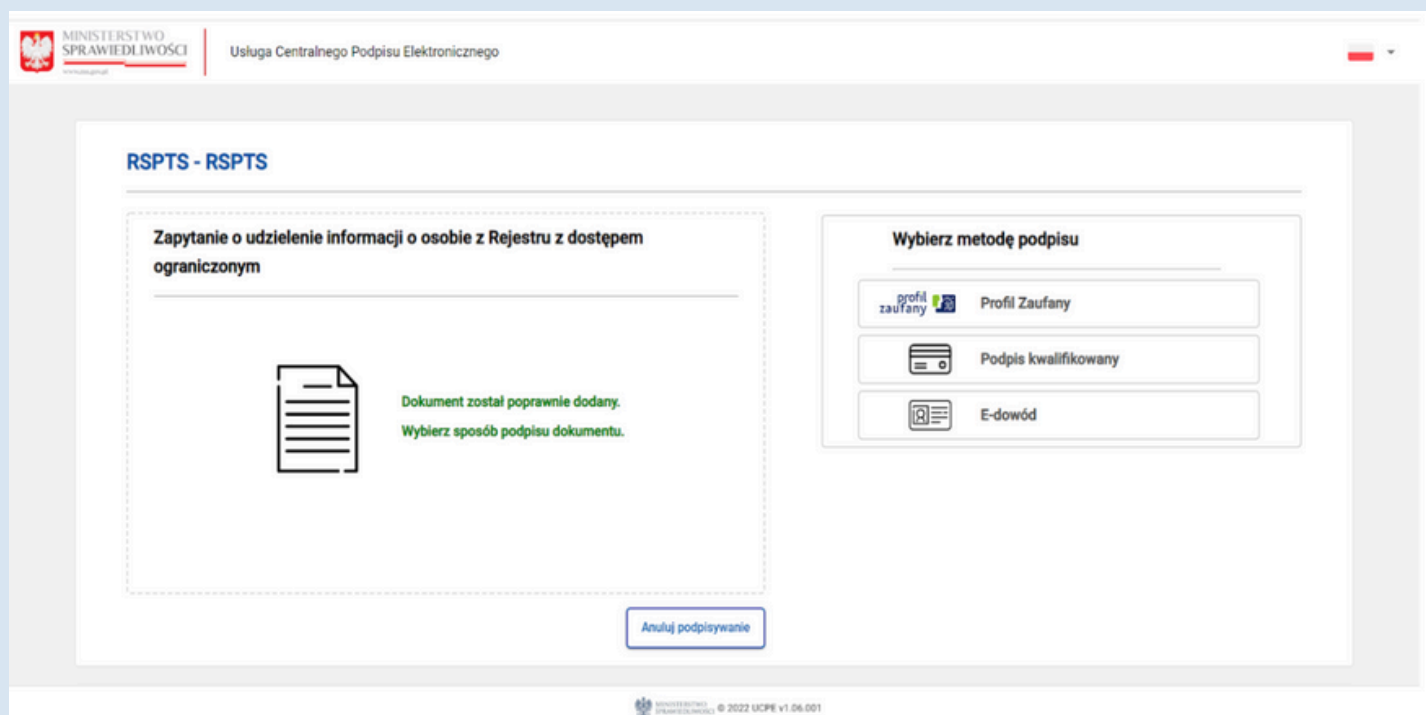 MINISTERSTWO
SPRAWIEDLIWOŚCI
Usługa Centralnego Podpisu Elektronicznego
RSPTS - RSPTS
Zapytanie o udzielenie informacji o osobie z Rejestru z dostępem
ograniczonym
Dokument został poprawnie dodany.
Wybierz sposób podpisu dokumentu.
Anuluj podpisywanie
Wybierz metodę podpisu
profil
zaufany
Profil Zaufany
Podpis kwalifikowany
E-dowód
MINISTERSTWO
SPRAWIEDLIWOŚCI
© 2022 UCPE v1.06.001